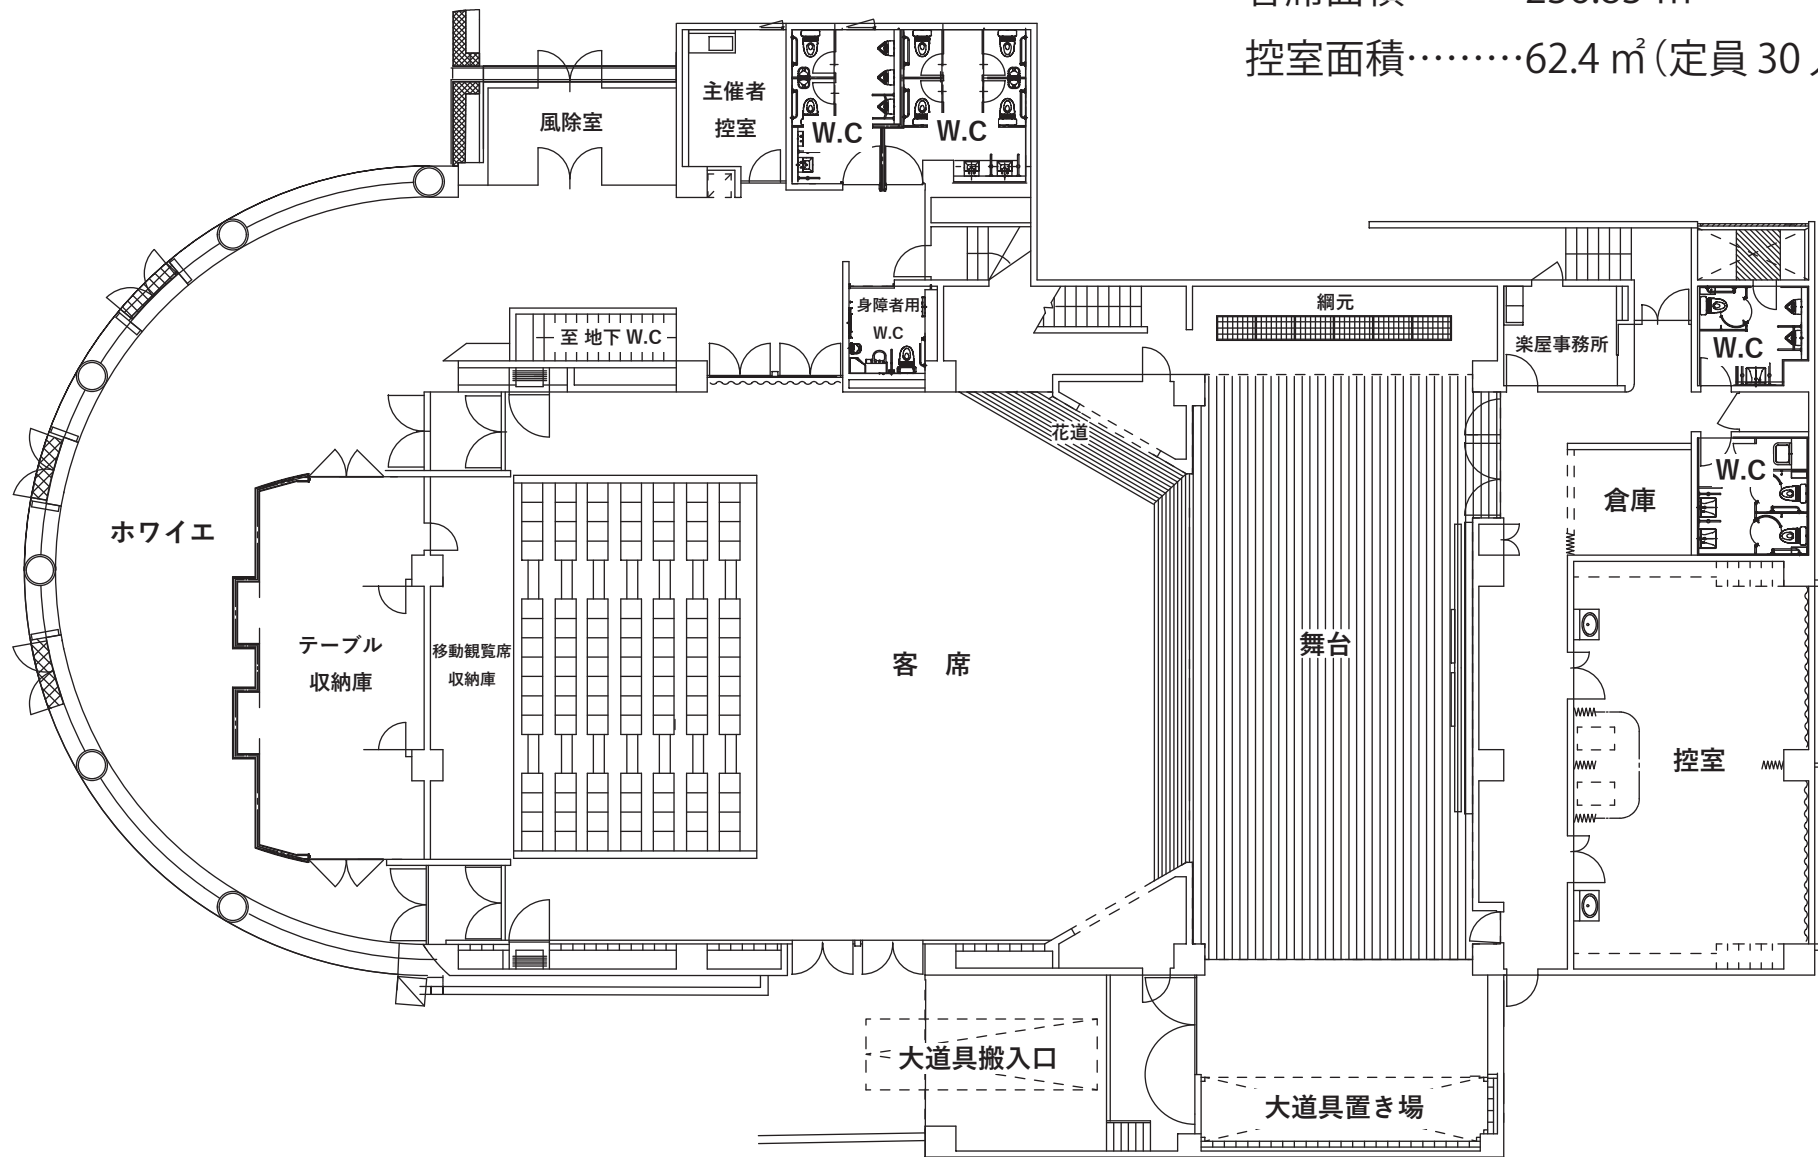 控室面積………62.4 ㎡（定員 30
主催者
控室
風除室
W.C
W.C
身障者用
W.C
綱元
至 地下 W.C
楽屋事務所
W.C
花道
W.C
倉庫
ホワイエ
テーブル
収納庫
移動観覧席
収納庫
客 席
舞台
控室
大道具搬入口
大道具置き場